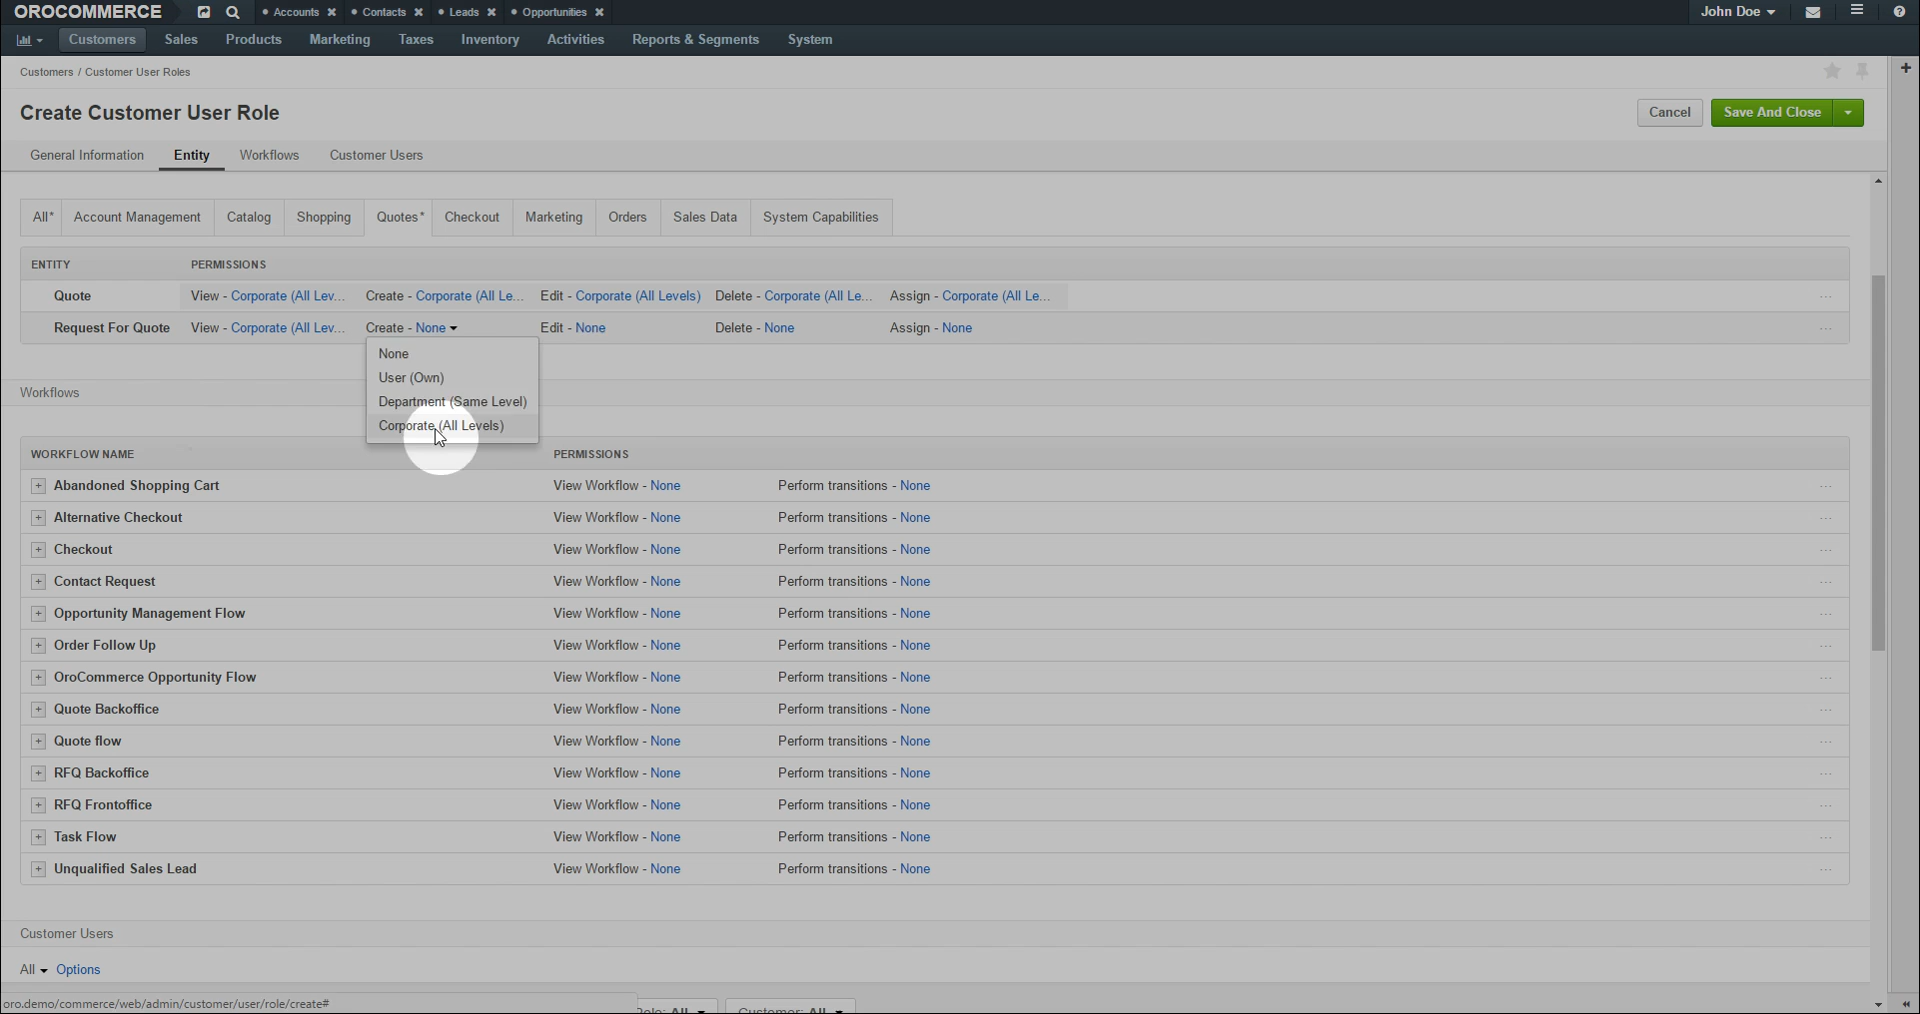 OROCOMMERCE • Accounts × • Contacts × • Leads × • Opportunities × John Doe
Customers Sales Products Marketing Taxes Inventory Activities Reports & Segments System
Customers / Customer User Roles
Create Customer User Role Cancel Save And Close
General Information Entity Workflows Customer Users
All* Account Management Catalog Shopping Quotes* Checkout Marketing Orders Sales Data System Capabilities
ENTITY PERMISSIONS
Quote View - Corporate (All Lev... Create - Corporate (All Le... Edit - Corporate (All Levels) Delete - Corporate (All Le... Assign - Corporate (All Le... ...
Request For Quote View - Corporate (All Lev... Create - None Edit - None Delete - None Assign - None ...
None
User (Own)
Department (Same Level)
Corporate (All Levels)
Workflows
WORKFLOW NAME PERMISSIONS
Abandoned Shopping Cart View Workflow - None Perform transitions - None ...
Alternative Checkout View Workflow - None Perform transitions - None ...
Checkout View Workflow - None Perform transitions - None ...
Contact Request View Workflow - None Perform transitions - None ...
Opportunity Management Flow View Workflow - None Perform transitions - None ...
Order Follow Up View Workflow - None Perform transitions - None ...
OroCommerce Opportunity Flow View Workflow - None Perform transitions - None ...
Quote Backoffice View Workflow - None Perform transitions - None ...
Quote flow View Workflow - None Perform transitions - None ...
RFQ Backoffice View Workflow - None Perform transitions - None ...
RFQ Frontoffice View Workflow - None Perform transitions - None ...
Task Flow View Workflow - None Perform transitions - None ...
Unqualified Sales Lead View Workflow - None Perform transitions - None ...
Customer Users
All Options
oro.demo/commerce/web/admin/customer/user/role/create# Role: All Customer: All